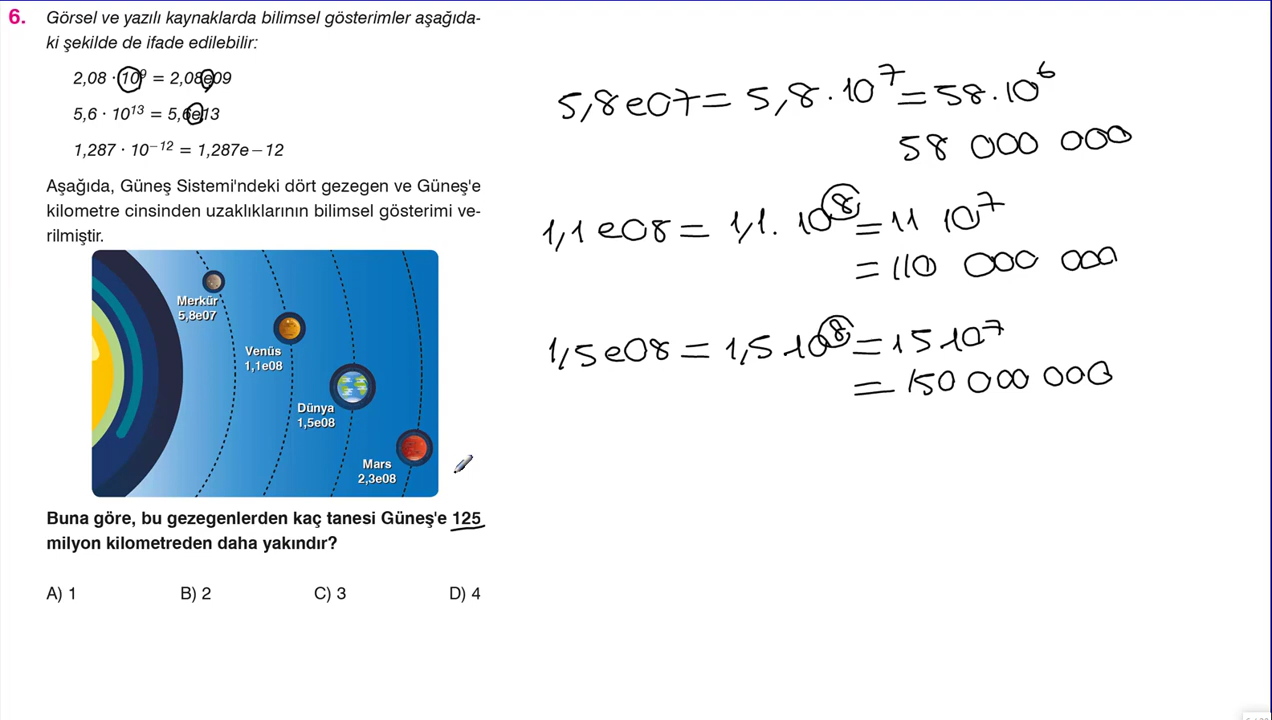 6. Görsel ve yazılı kaynaklarda bilimsel gösterimler aşağıda-
ki şekilde de ifade edilebilir:
2,08 · 10⁹ = 2,08e09
5,6 · 10¹³ = 5,6e13
1,287 · 10⁻¹² = 1,287e−12
Aşağıda, Güneş Sistemi'ndeki dört gezegen ve Güneş'e
kilometre cinsinden uzaklıklarının bilimsel gösterimi ve-
rilmiştir.
Merkür
5,8e07
Venüs
1,1e08
Dünya
1,5e08
Mars
2,3e08
Buna göre, bu gezegenlerden kaç tanesi Güneş'e 125
milyon kilometreden daha yakındır?
A) 1 B) 2 C) 3 D) 4
5,8e07 = 5,8 . 10⁷ = 58 . 10⁶
58 000 000
1,1 e08 = 1,1 . 10⁸ = 11 10⁷
= 110 000 000
1,5e08 = 1,5 · 10⁸ = 15 · 10⁷
= 150 000 000